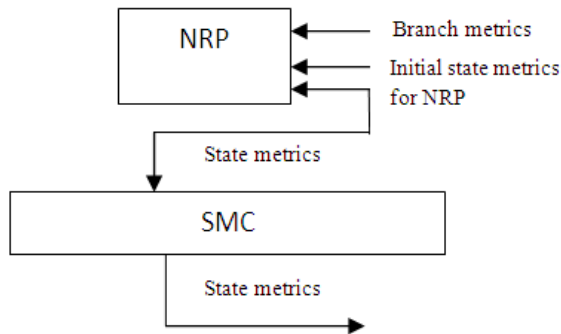 NRP
Branch metrics
Initial state metrics
for NRP
State metrics
SMC
State metrics